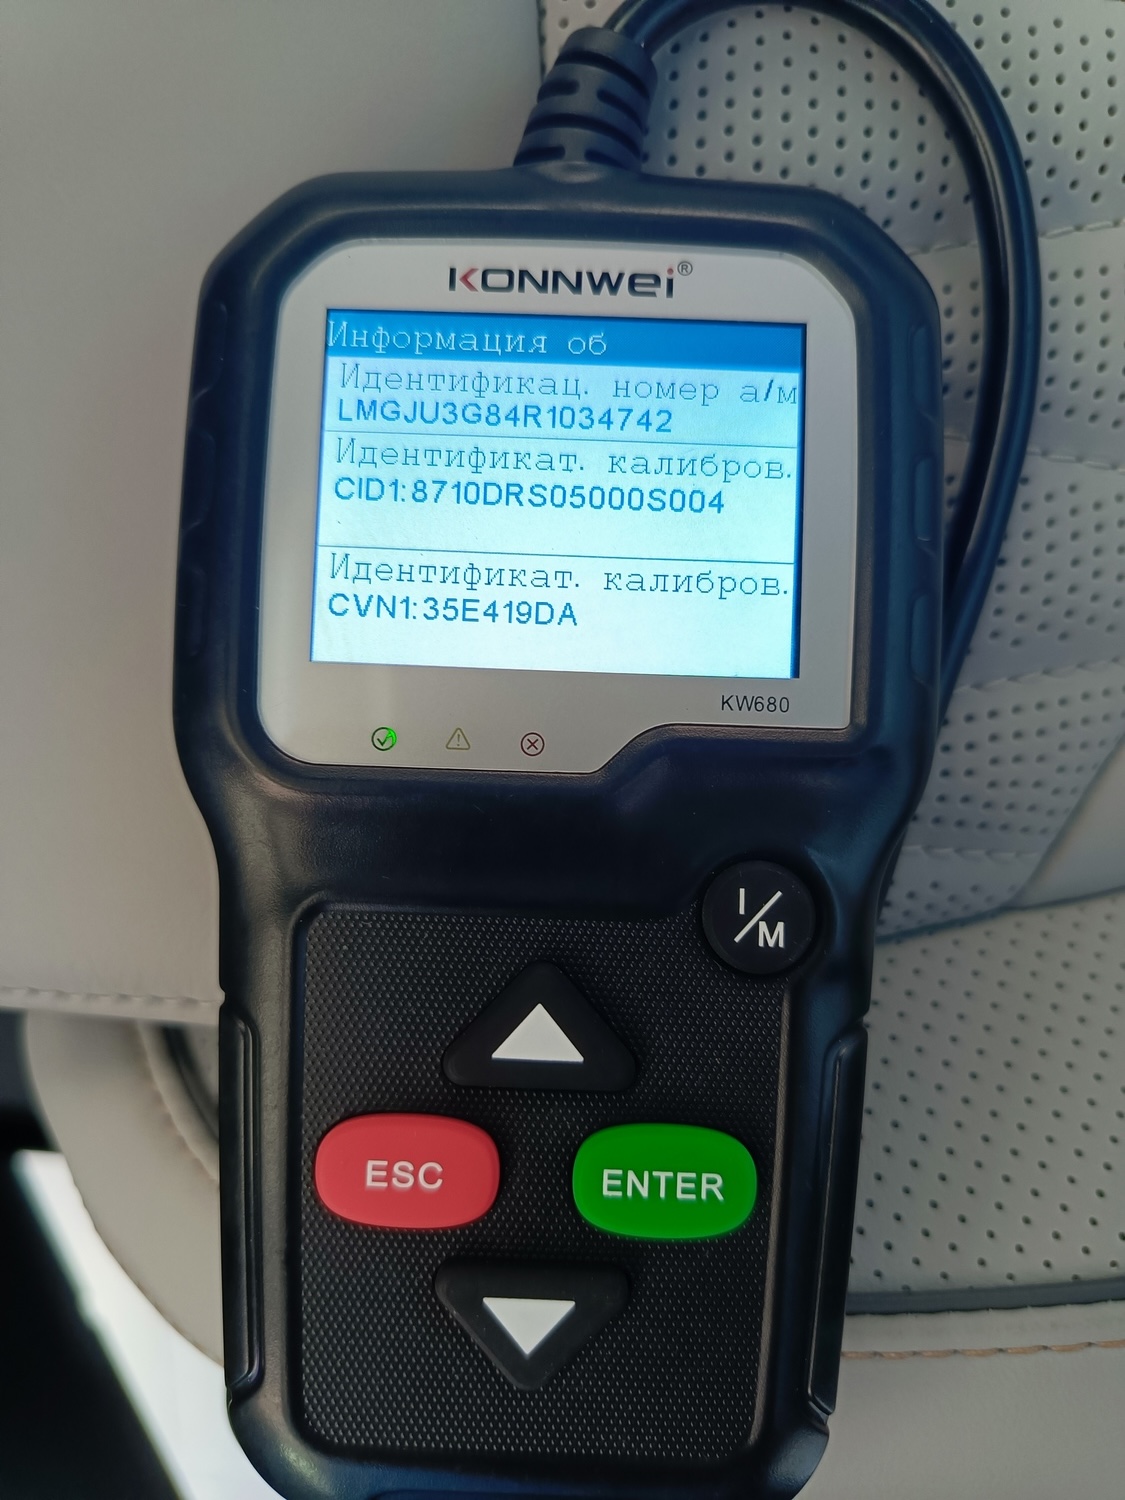 KONNWEi®
Информация об
Идентификац. номер а/м
LMGJU3G84R1034742
Идентификат. калибров.
CID1:8710DRS05000S004
Идентификат. калибров.
CVN1:35E419DA
KW680
I/M
ESC
ENTER